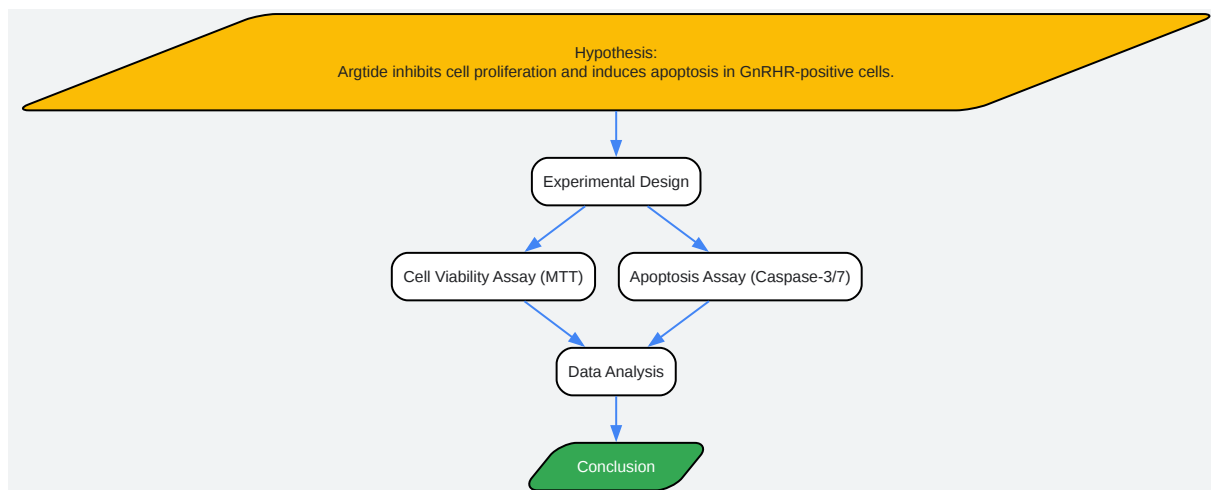 Hypothesis:
Argtide inhibits cell proliferation and induces apoptosis in GnRHR-positive cells.
Experimental Design
Cell Viability Assay (MTT)
Apoptosis Assay (Caspase-3/7)
Data Analysis
Conclusion